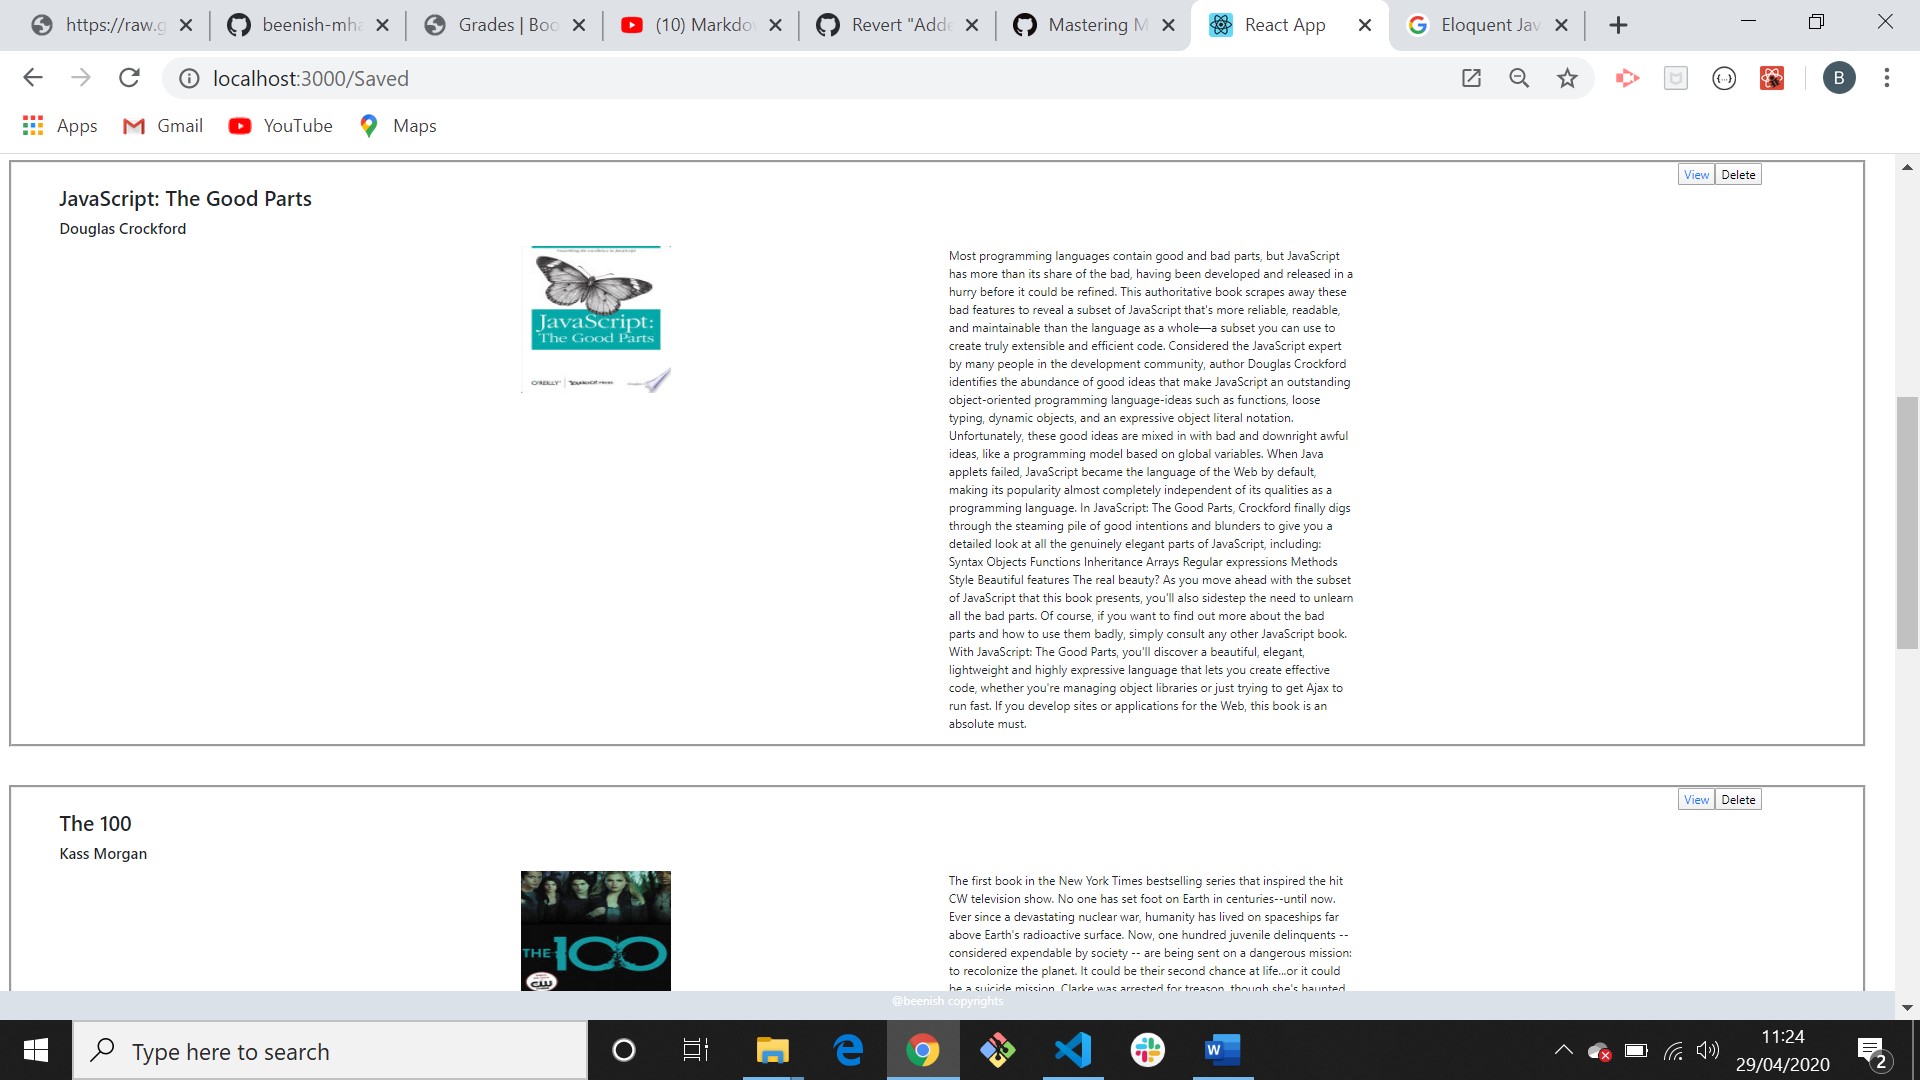 https://raw.g
beenish-mha
Grades | Boo
(10) Markdo
Revert "Adde
Mastering M
React App
Eloquent Jav
localhost:3000/Saved
B
Apps
Gmail
YouTube
Maps
View Delete
JavaScript: The Good Parts
Douglas Crockford
JavaScript:
The Good Parts
O'REILLY'
Most programming languages contain good and bad parts, but JavaScript
has more than its share of the bad, having been developed and released in a
hurry before it could be refined. This authoritative book scrapes away these
bad features to reveal a subset of JavaScript that's more reliable, readable,
and maintainable than the language as a whole—a subset you can use to
create truly extensible and efficient code. Considered the JavaScript expert
by many people in the development community, author Douglas Crockford
identifies the abundance of good ideas that make JavaScript an outstanding
object-oriented programming language-ideas such as functions, loose
typing, dynamic objects, and an expressive object literal notation.
Unfortunately, these good ideas are mixed in with bad and downright awful
ideas, like a programming model based on global variables. When Java
applets failed, JavaScript became the language of the Web by default,
making its popularity almost completely independent of its qualities as a
programming language. In JavaScript: The Good Parts, Crockford finally digs
through the steaming pile of good intentions and blunders to give you a
detailed look at all the genuinely elegant parts of JavaScript, including:
Syntax Objects Functions Inheritance Arrays Regular expressions Methods
Style Beautiful features The real beauty? As you move ahead with the subset
of JavaScript that this book presents, you'll also sidestep the need to unlearn
all the bad parts. Of course, if you want to find out more about the bad
parts and how to use them badly, simply consult any other JavaScript book.
With JavaScript: The Good Parts, you'll discover a beautiful, elegant,
lightweight and highly expressive language that lets you create effective
code, whether you're managing object libraries or just trying to get Ajax to
run fast. If you develop sites or applications for the Web, this book is an
absolute must.
View Delete
The 100
Kass Morgan
THE 100
CW
The first book in the New York Times bestselling series that inspired the hit
CW television show. No one has set foot on Earth in centuries--until now.
Ever since a devastating nuclear war, humanity has lived on spaceships far
above Earth's radioactive surface. Now, one hundred juvenile delinquents --
considered expendable by society -- are being sent on a dangerous mission:
to recolonize the planet. It could be their second chance at life...or it could
be a suicide mission. Clarke was arrested for treason, though she's haunted
@beenish copyrights
Type here to search
11:24
29/04/2020
2